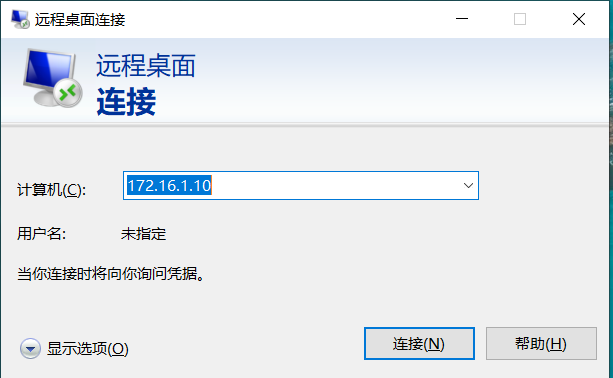 远程桌面连接
远程桌面
连接
计算机(C): 172.16.1.10
用户名: 未指定
当你连接时将向你询问凭据。
显示选项(O) 连接(N) 帮助(H)